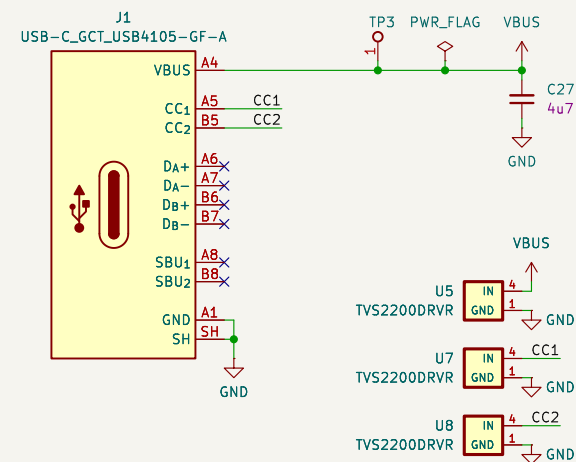 J1
USB-C_GCT_USB4105-GF-A
VBUS A4
CC1 A5 CC1
CC2 B5 CC2
DA+ A6
DA- A7
DB+ B6
DB- B7
SBU1 A8
SBU2 B8
GND A1
SH SH
GND
TP3 PWR_FLAG VBUS
1
C27
4u7
GND
VBUS
U5 IN 4
TVS2200DRVR GND 1 GND
U7 IN 4 CC1
TVS2200DRVR GND 1 GND
U8 IN 4 CC2
TVS2200DRVR GND 1 GND